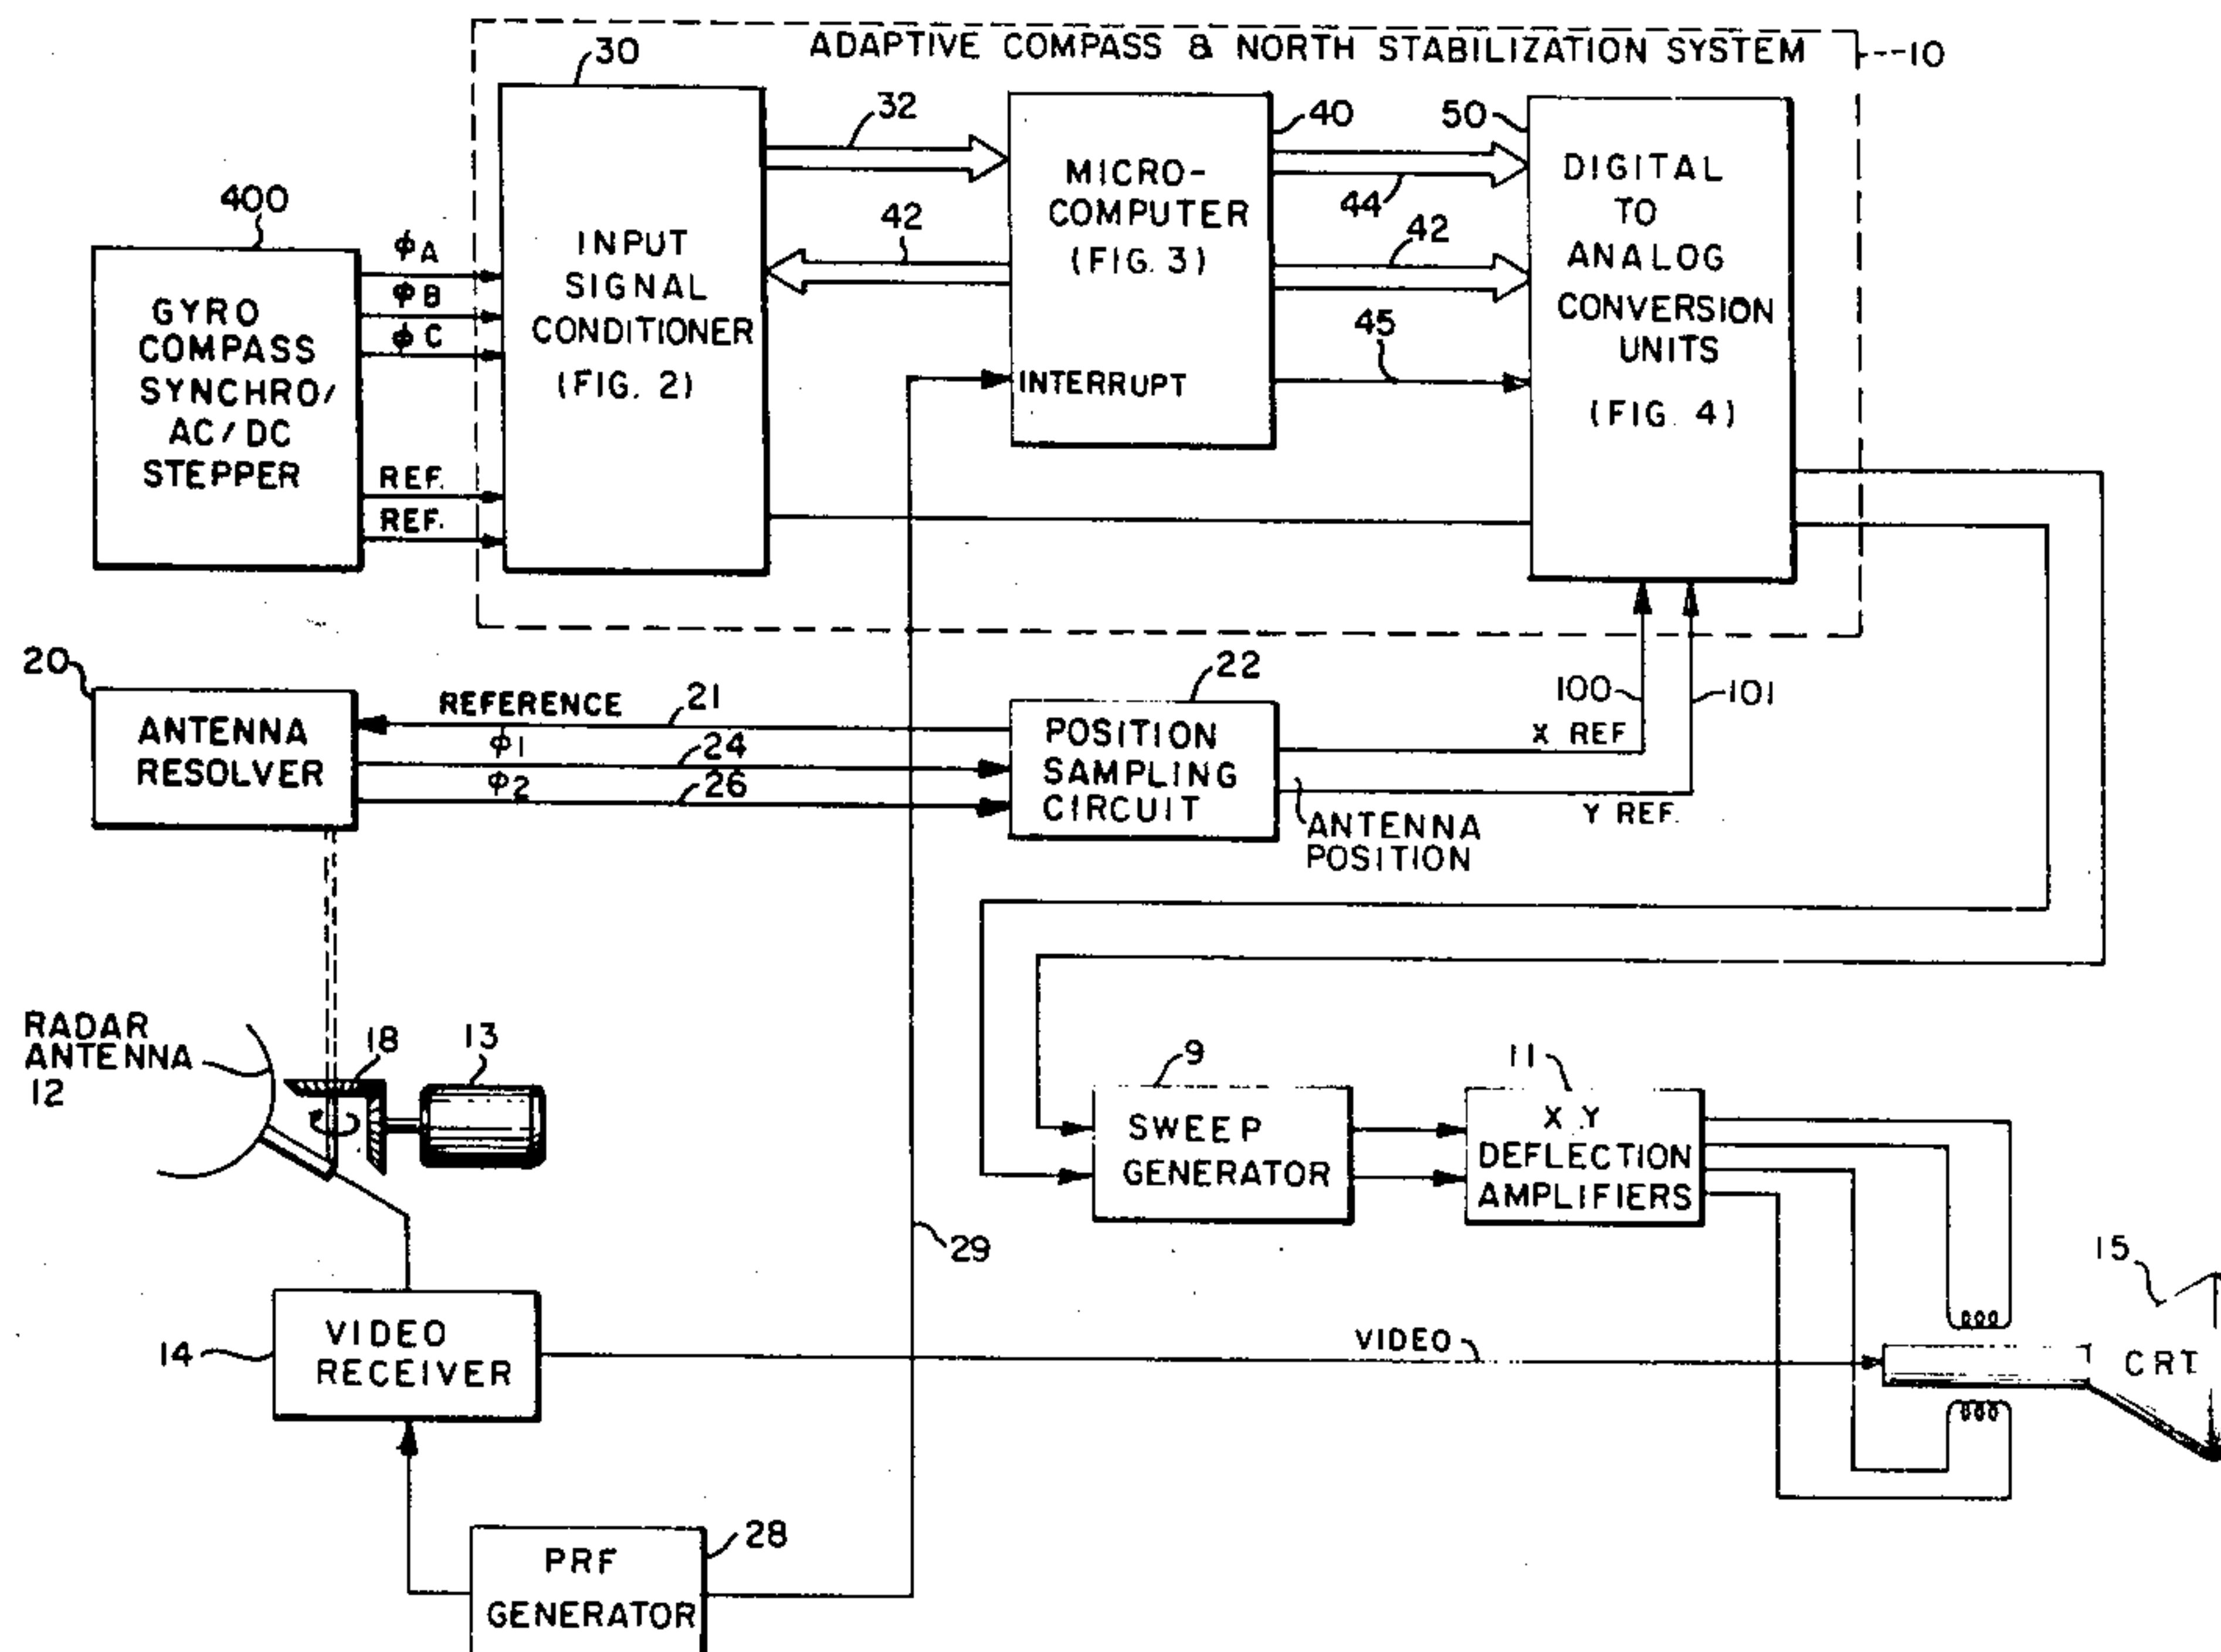 ADAPTIVE COMPASS & NORTH STABILIZATION SYSTEM
10
30
32
40
50
MICRO-
COMPUTER
(FIG. 3)
INTERRUPT
DIGITAL
TO
ANALOG
CONVERSION
UNITS
(FIG. 4)
44
42
42
45
400
GYRO
COMPASS
SYNCHRO/
AC/DC
STEPPER
ϕA
ϕB
ϕC
REF.
REF.
INPUT
SIGNAL
CONDITIONER
(FIG. 2)
20
ANTENNA
RESOLVER
REFERENCE
21
ϕ1
24
ϕ2
26
22
POSITION
SAMPLING
CIRCUIT
100
101
X REF
Y REF.
ANTENNA
POSITION
RADAR
ANTENNA
12
18
13
9
SWEEP
GENERATOR
11
X Y
DEFLECTION
AMPLIFIERS
29
15
CRT
14
VIDEO
RECEIVER
VIDEO
28
PRF
GENERATOR